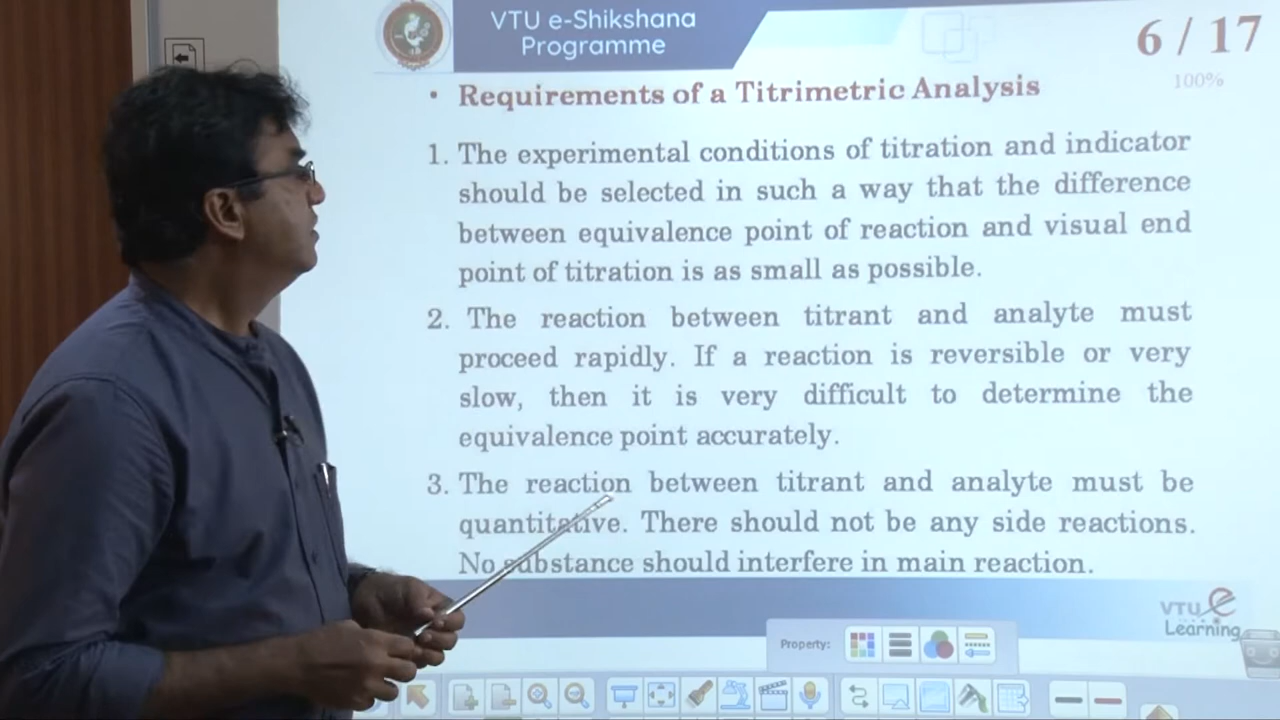 VTU e-Shikshana
Programme
6 / 17
100%
• Requirements of a Titrimetric Analysis
1. The experimental conditions of titration and indicator
should be selected in such a way that the difference
between equivalence point of reaction and visual end
point of titration is as small as possible.
2. The reaction between titrant and analyte must
proceed rapidly. If a reaction is reversible or very
slow, then it is very difficult to determine the
equivalence point accurately.
3. The reaction between titrant and analyte must be
quantitative. There should not be any side reactions.
No substance should interfere in main reaction.
VTU e
Learning
Property: